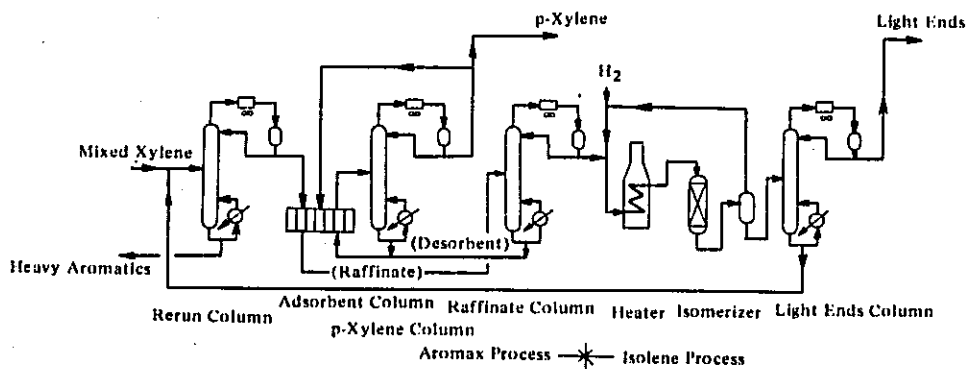 p-Xylene
Light Ends
H2
Mixed Xylene
(Desorbent)
(Raffinate)
Heavy Aromatics
Rerun Column
Adsorbent Column
p-Xylene Column
Raffinate Column
Heater
Isomerizer
Light Ends Column
Aromax Process
Isolene Process